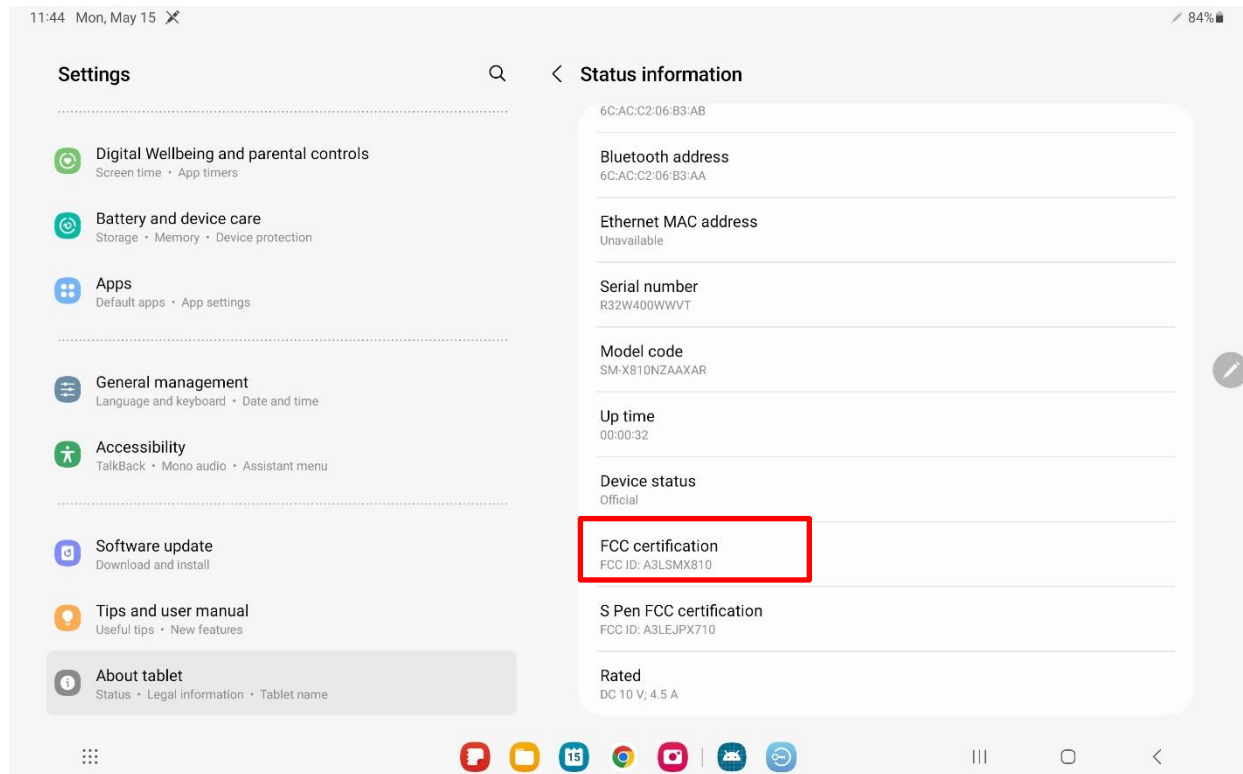 11:44 Mon, May 15
84%
Settings
Digital Wellbeing and parental controls
Screen time • App timers
Battery and device care
Storage • Memory • Device protection
Apps
Default apps • App settings
General management
Language and keyboard • Date and time
Accessibility
TalkBack • Mono audio • Assistant menu
Software update
Download and install
Tips and user manual
Useful tips • New features
About tablet
Status • Legal information • Tablet name
Status information
6C:AC:C2:06:B3:AB
Bluetooth address
6C:AC:C2:06:B3:AA
Ethernet MAC address
Unavailable
Serial number
R32W400WWVT
Model code
SM-X810NZAAXAR
Up time
00:00:32
Device status
Official
FCC certification
FCC ID: A3LSMX810
S Pen FCC certification
FCC ID: A3LEJPX710
Rated
DC 10 V; 4.5 A
15